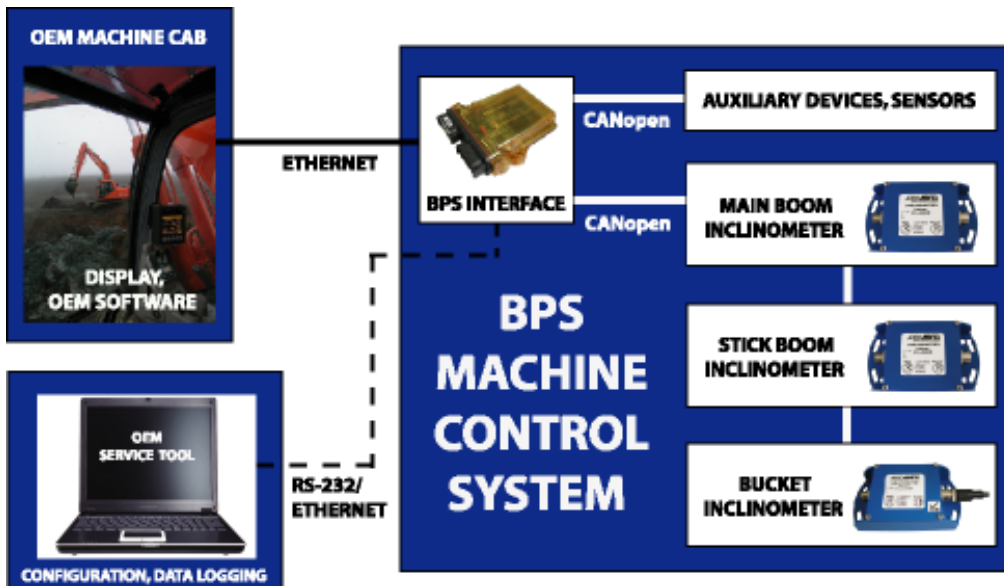 OEM MACHINE CAB
DISPLAY,
OEM SOFTWARE
ETHERNET
BPS INTERFACE
CANopen
CANopen
AUXILIARY DEVICES, SENSORS
MAIN BOOM
INCLINOMETER
STICK BOOM
INCLINOMETER
BUCKET
INCLINOMETER
BPS
MACHINE
CONTROL
SYSTEM
OEM
SERVICE TOOL
RS-232/
ETHERNET
CONFIGURATION, DATA LOGGING